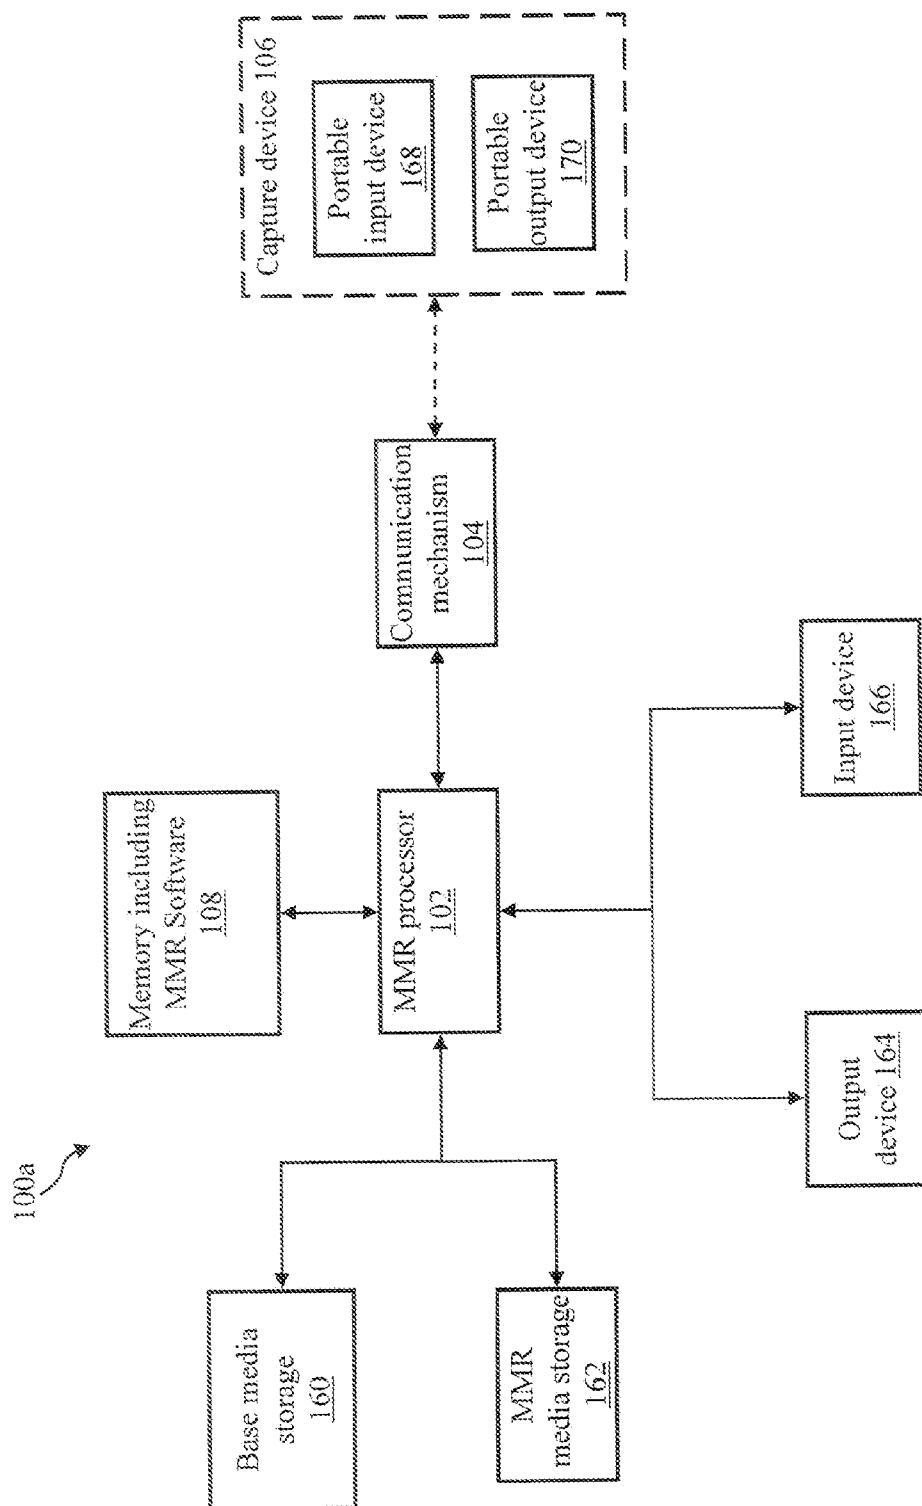 100a
Base media
storage
160
MMR
media storage
162
Memory including
MMR Software
108
MMR processor
102
Communication
mechanism
104
Capture device 106
Portable
input device
168
Portable
output device
170
Output
device 164
Input device
166